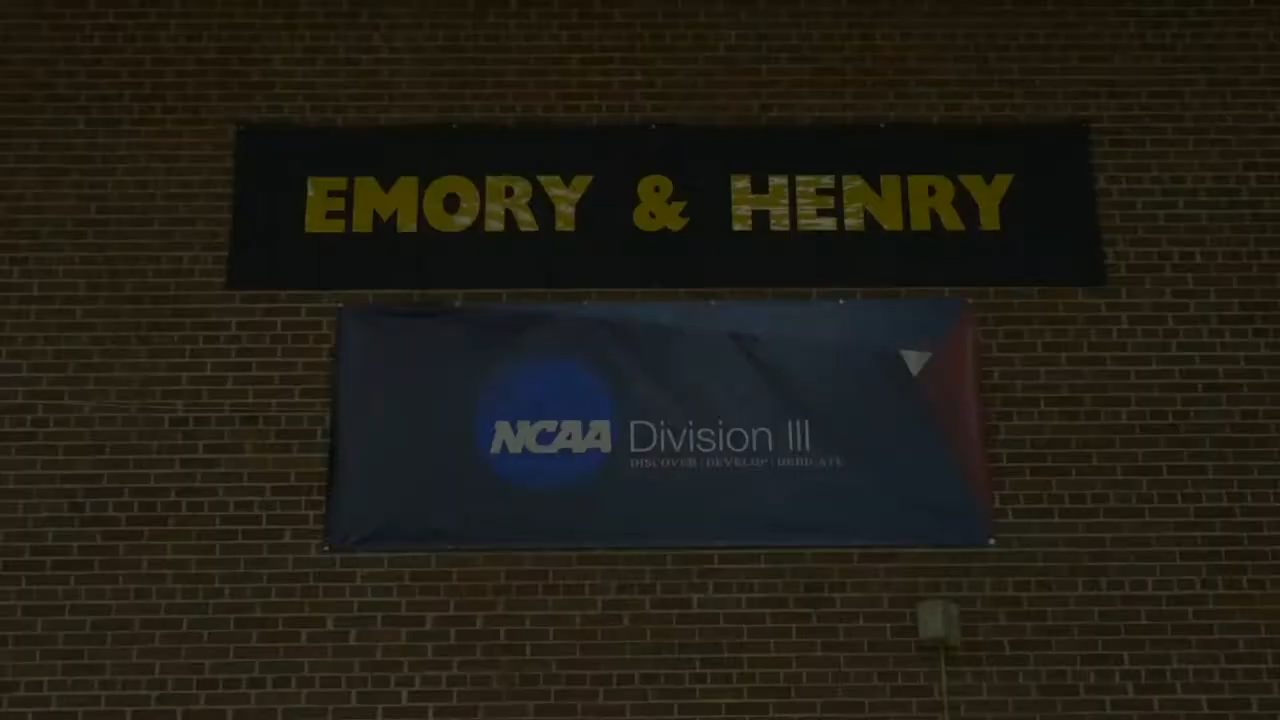 EMORY & HENRY
NCAA Division III
DISCOVER | DEVELOP | DEDICATE